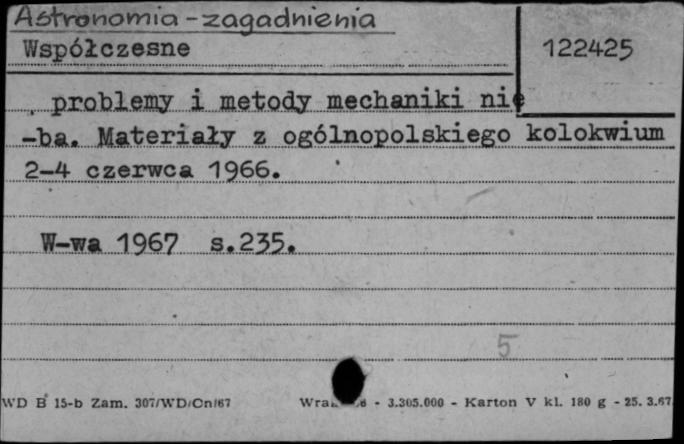 Astronomia - zagadnienia
Współczesne
122425
problemy i metody mechaniki nie
-ba. Materiały z ogólnopolskiego kolokwium
2-4 czerwca 1966.
W-wa 1967 s.235.
5
WD B 15-b Zam. 307/WD/Cn/67 - 3.305.000 - Karton V kl. 180 g - 25. 3.67